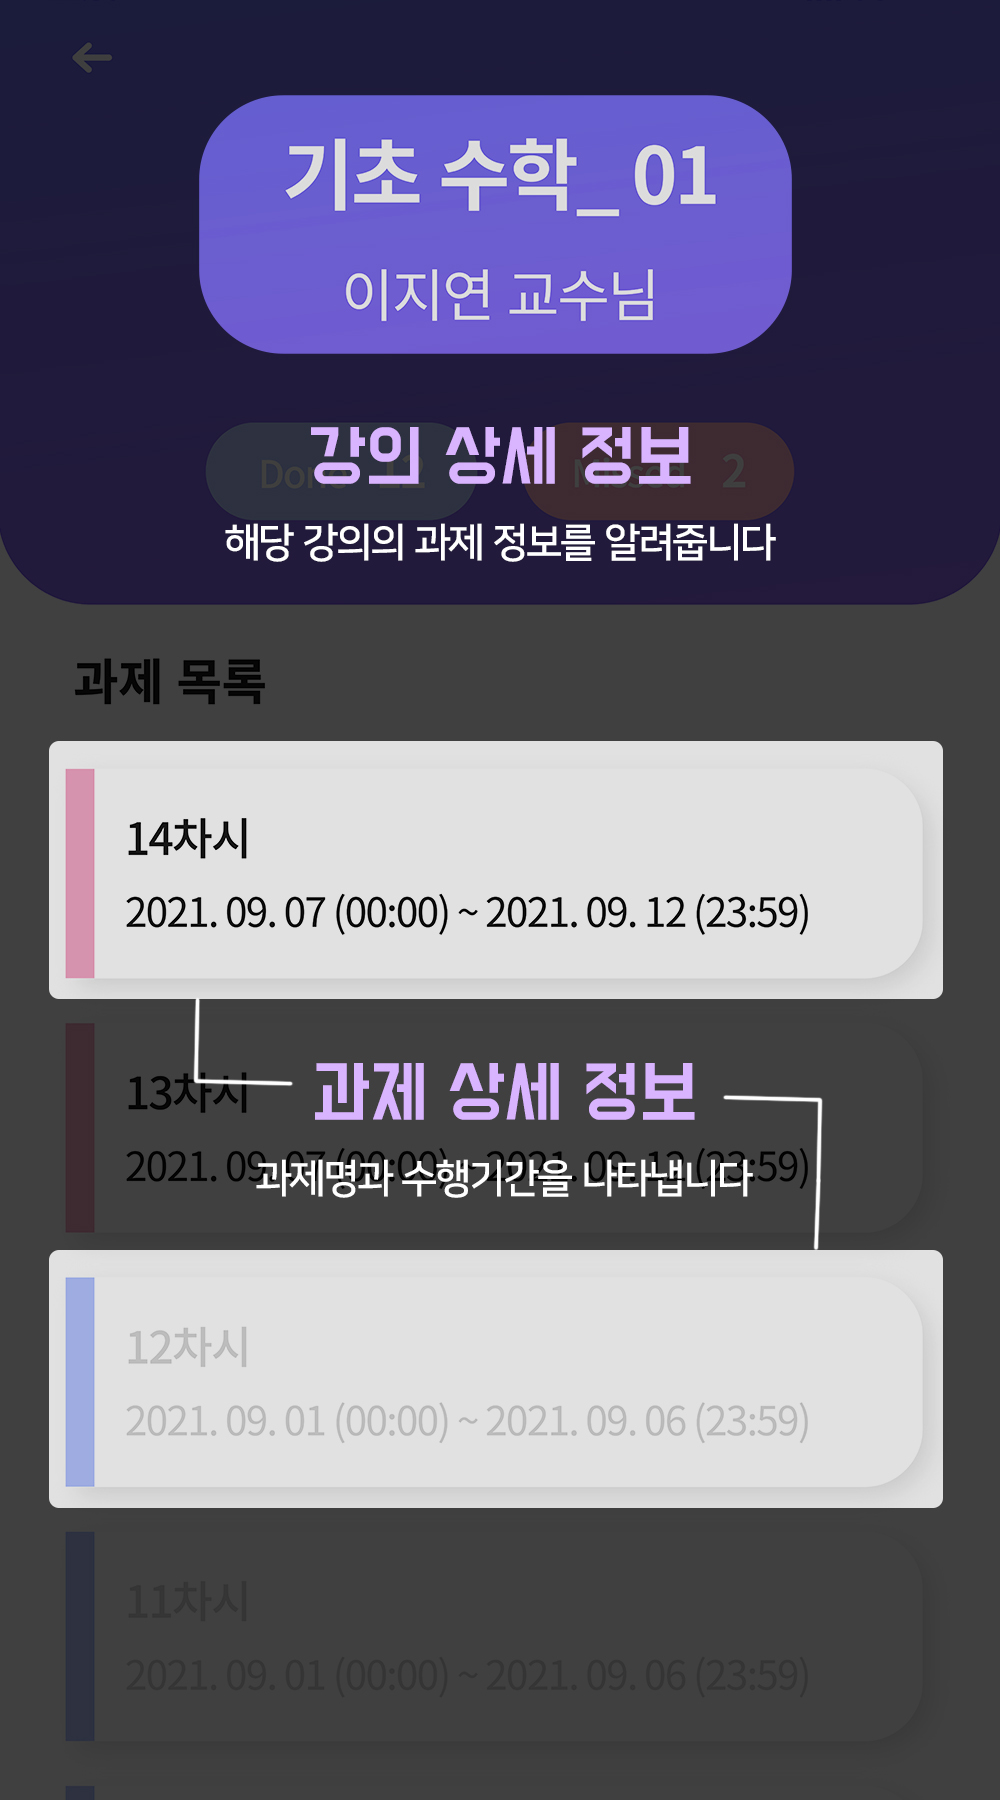 기초 수학_ 01
이지연 교수님
Done 12
Missed 2
강의 상세 정보
해당 강의의 과제 정보를 알려줍니다
과제 목록
14차시
2021. 09. 07 (00:00) ~ 2021. 09. 12 (23:59)
13차시
과제 상세 정보
2021. 09. 07 (00:00) ~ 2021. 09. 12 (23:59)
과제명과 수행기간을 나타냅니다
12차시
2021. 09. 01 (00:00) ~ 2021. 09. 06 (23:59)
11차시
2021. 09. 01 (00:00) ~ 2021. 09. 06 (23:59)